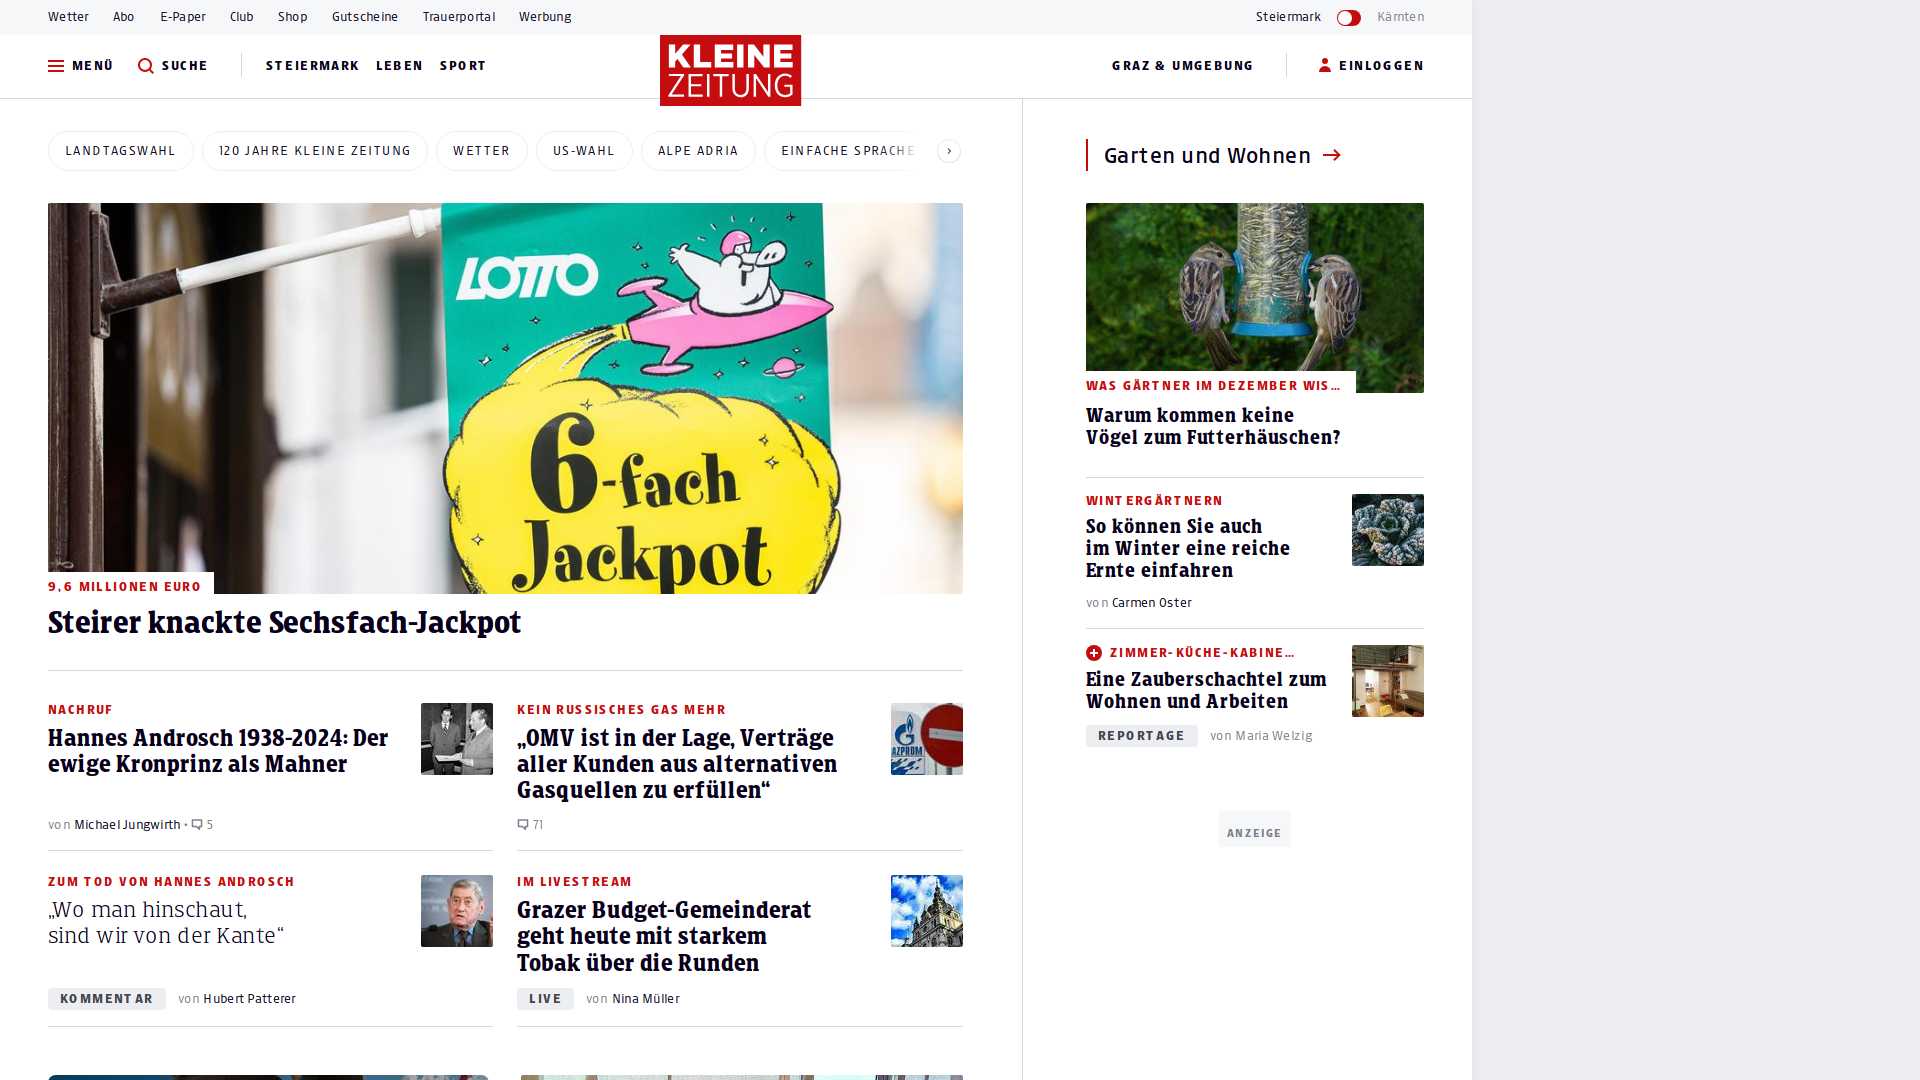 Wetter Abo E-Paper Club Shop Gutscheine Trauerportal Werbung Steiermark Kärnten
MENÜ SUCHE STEIERMARK LEBEN SPORT KLEINE ZEITUNG GRAZ & UMGEBUNG EINLOGGEN
LANDTAGSWAHL 120 JAHRE KLEINE ZEITUNG WETTER US-WAHL ALPE ADRIA EINFACHE SPRACHE
LOTTO
6-fach
Jackpot
9,6 MILLIONEN EURO
Steirer knackte Sechsfach-Jackpot
NACHRUF
Hannes Androsch 1938-2024: Der
ewige Kronprinz als Mahner
von Michael Jungwirth • 5
KEIN RUSSISCHES GAS MEHR
„OMV ist in der Lage, Verträge
aller Kunden aus alternativen
Gasquellen zu erfüllen“
71
AZPROM
ZUM TOD VON HANNES ANDROSCH
„Wo man hinschaut,
sind wir von der Kante“
KOMMENTAR von Hubert Patterer
IM LIVESTREAM
Grazer Budget-Gemeinderat
geht heute mit starkem
Tobak über die Runden
LIVE von Nina Müller
Garten und Wohnen
WAS GÄRTNER IM DEZEMBER WIS...
Warum kommen keine
Vögel zum Futterhäuschen?
WINTERGÄRTNERN
So können Sie auch
im Winter eine reiche
Ernte einfahren
von Carmen Oster
ZIMMER-KÜCHE-KABINE...
Eine Zauberschachtel zum
Wohnen und Arbeiten
REPORTAGE von Maria Welzig
ANZEIGE